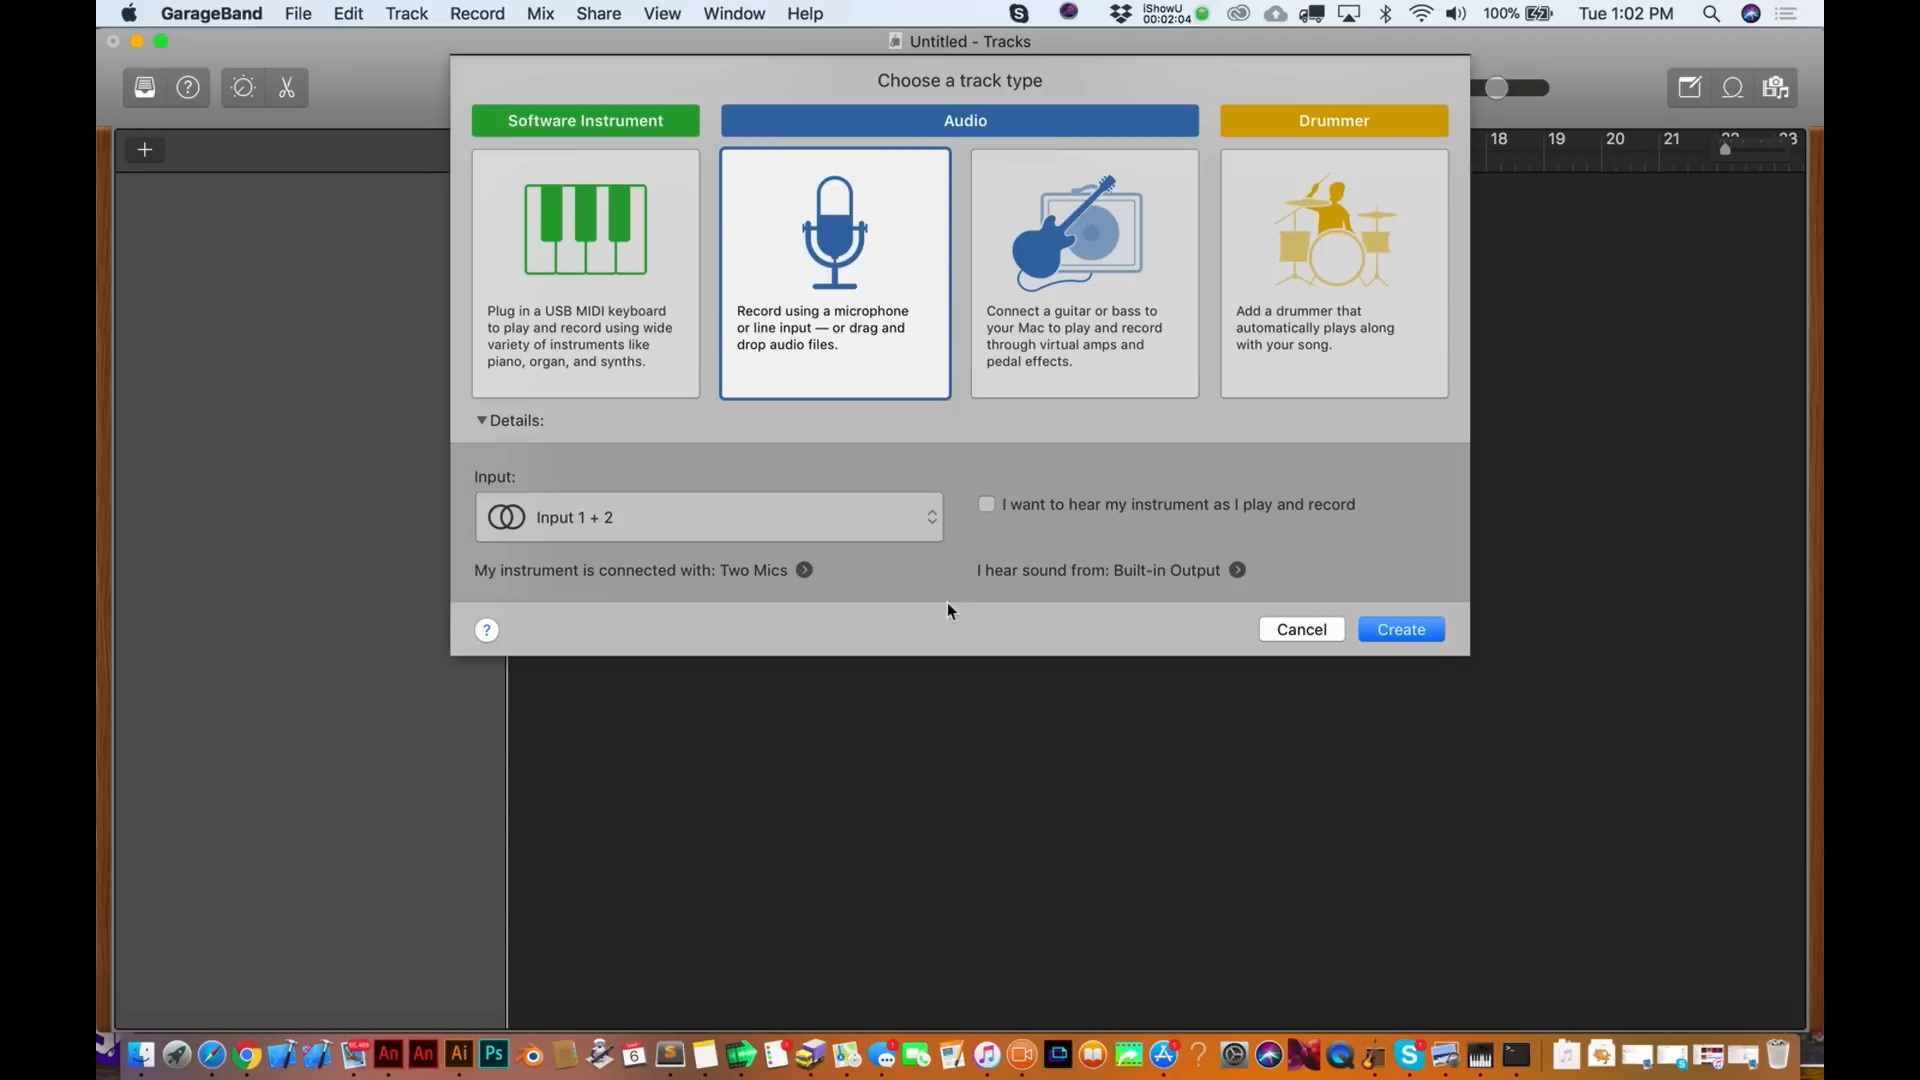 GarageBand File Edit Track Record Mix Share View Window Help iShowU 00:02:04 100% Tue 1:02 PM
Untitled - Tracks
Choose a track type
Software Instrument
Audio
Drummer
Plug in a USB MIDI keyboard
to play and record using wide
variety of instruments like
piano, organ, and synths.
Record using a microphone
or line input — or drag and
drop audio files.
Connect a guitar or bass to
your Mac to play and record
through virtual amps and
pedal effects.
Add a drummer that
automatically plays along
with your song.
18 19 20 21 22
Details:
Input:
Input 1 + 2
I want to hear my instrument as I play and record
My instrument is connected with: Two Mics
I hear sound from: Built-in Output
?
Cancel
Create
An An Ai Ps 6 S